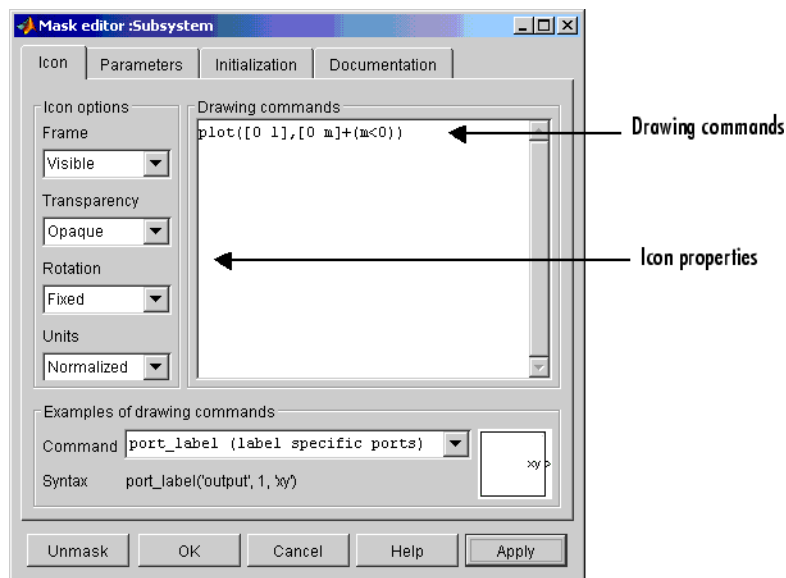 Mask editor :Subsystem
Icon
Parameters
Initialization
Documentation
Icon options
Drawing commands
Frame
plot([0 1],[0 m]+(m<0))
Drawing commands
Visible
Transparency
Opaque
Icon properties
Rotation
Fixed
Units
Normalized
Examples of drawing commands
Command port_label (label specific ports)
xy
Syntax port_label('output', 1, 'xy')
Unmask
OK
Cancel
Help
Apply